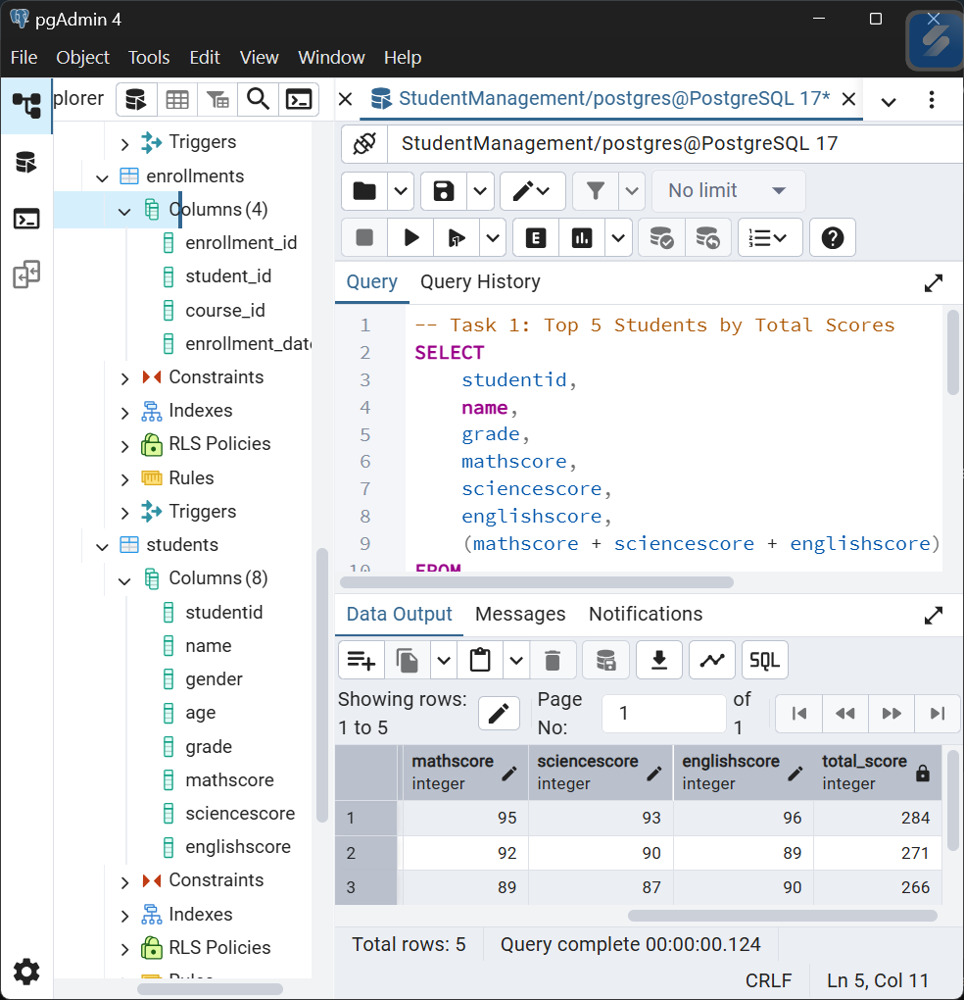 pgAdmin 4
File Object Tools Edit View Window Help
plorer
StudentManagement/postgres@PostgreSQL 17*
Triggers
enrollments
Columns (4)
enrollment_id
student_id
course_id
enrollment_date
Constraints
Indexes
RLS Policies
Rules
Triggers
students
Columns (8)
studentid
name
gender
age
grade
mathscore
sciencescore
englishscore
Constraints
Indexes
RLS Policies
Rules
StudentManagement/postgres@PostgreSQL 17
No limit
E
Query Query History
1 -- Task 1: Top 5 Students by Total Scores
2 SELECT
3 studentid,
4 name,
5 grade,
6 mathscore,
7 sciencescore,
8 englishscore,
9 (mathscore + sciencescore + englishscore)
10 FROM
Data Output Messages Notifications
SQL
Showing rows: 1 to 5
Page No: 1 of 1
mathscore sciencescore englishscore total_score
integer integer integer integer
1 95 93 96 284
2 92 90 89 271
3 89 87 90 266
Total rows: 5 Query complete 00:00:00.124
CRLF Ln 5, Col 11